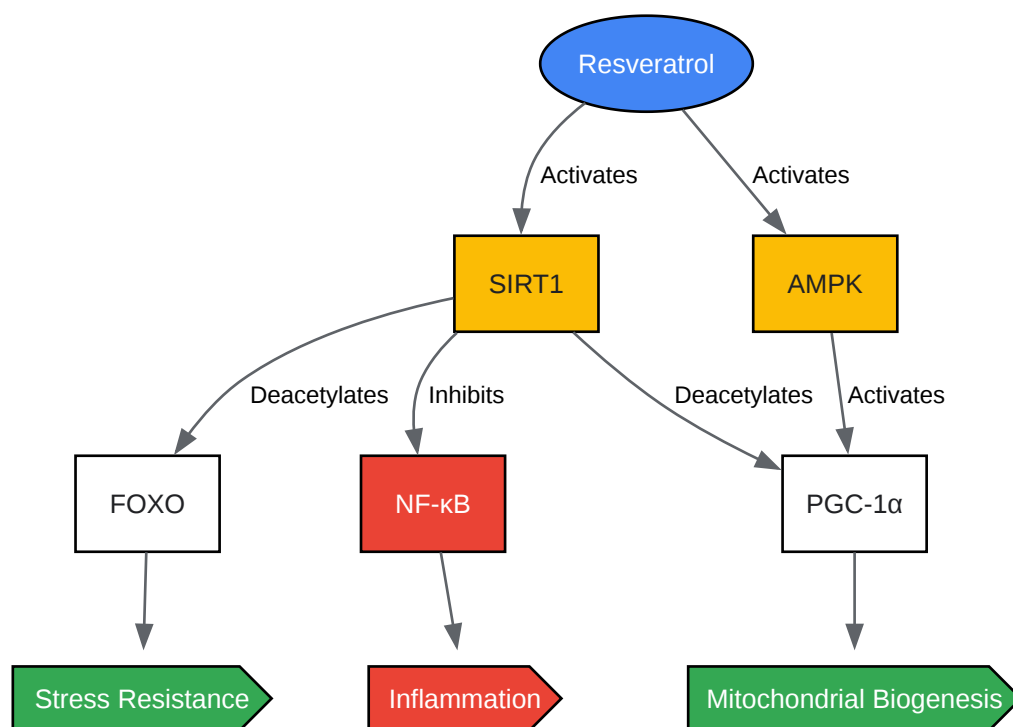 Resveratrol
Activates
Activates
SIRT1
AMPK
Deacetylates
Inhibits
Deacetylates
Activates
FOXO
NF-κB
PGC-1α
Stress Resistance
Inflammation
Mitochondrial Biogenesis